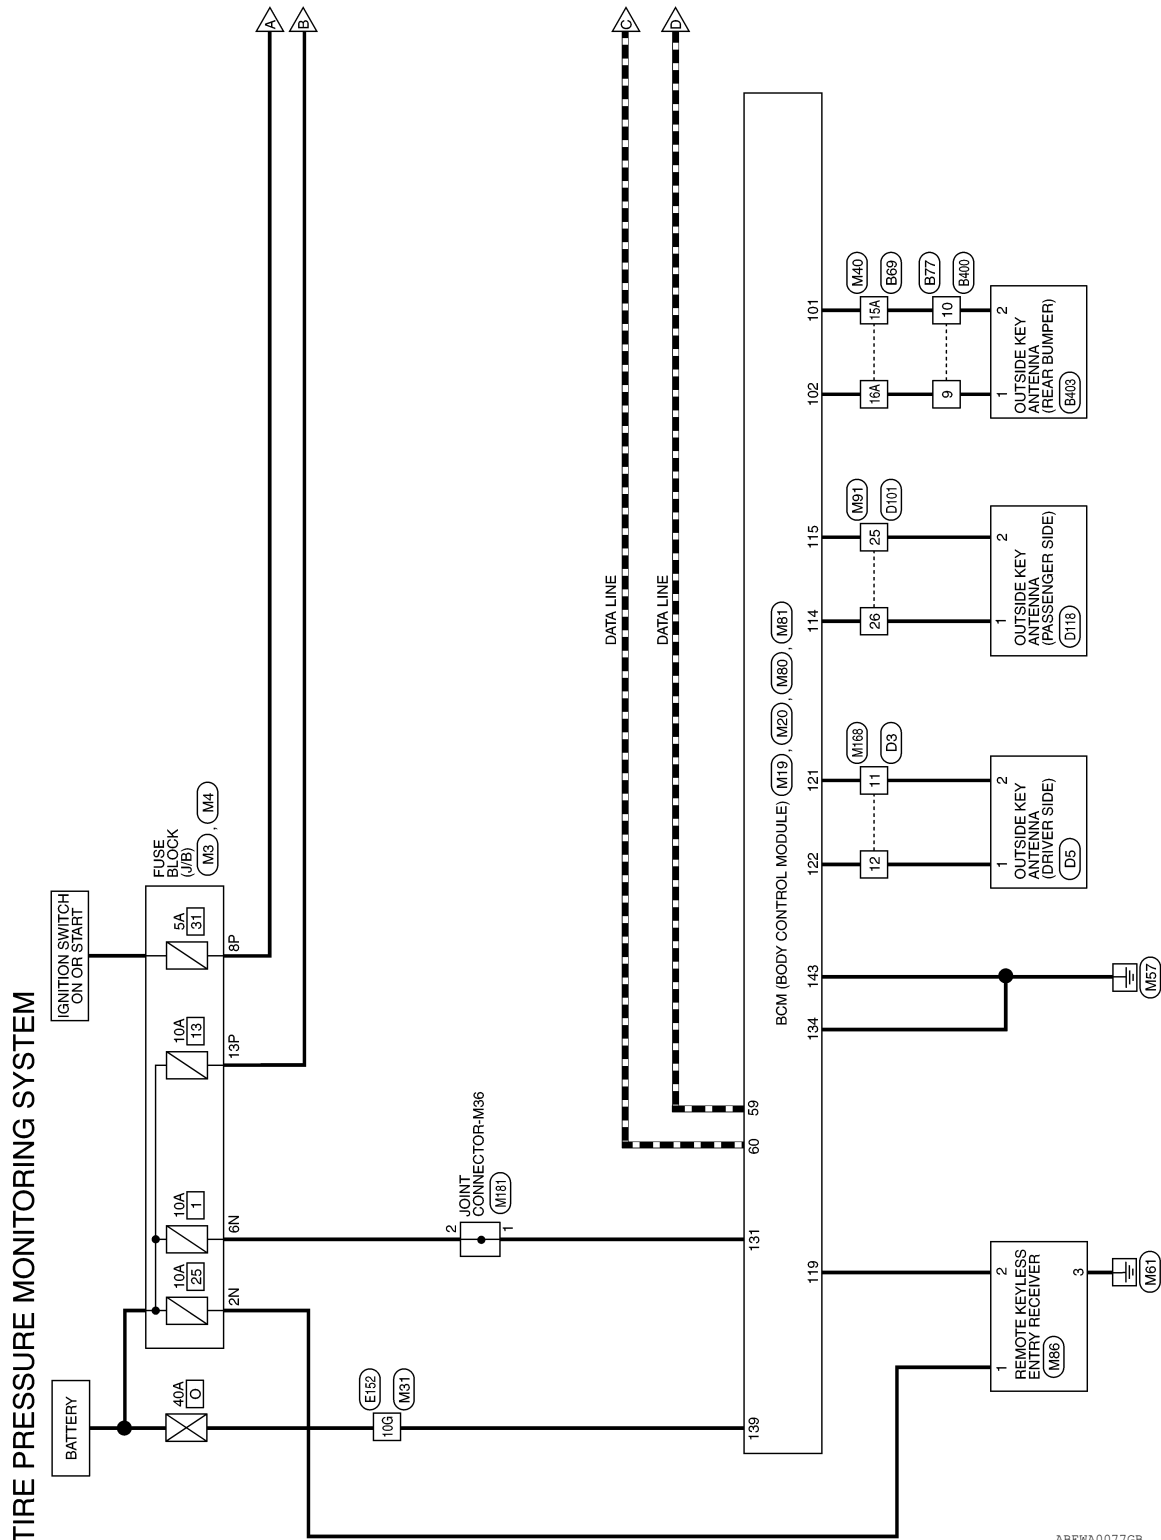 TIRE PRESSURE MONITORING SYSTEM
BATTERY
IGNITION SWITCH
ON OR START
40A
O
10A
25
10A
1
10A
13
5A
31
FUSE
BLOCK
(J/B)
M3 , M4
2N
6N
13P
8P
A
B
E152
M31
10G
JOINT
CONNECTOR-M36
M181
2
1
DATA LINE
DATA LINE
C
D
139
131
60
59
BCM (BODY CONTROL MODULE) M19 , M20 , M80 , M81
119
134
143
122
121
114
115
102
101
M168
D3
12
11
M91
D101
26
25
M40
B69
16A
15A
B77
B400
9
10
1
2
3
REMOTE KEYLESS
ENTRY RECEIVER
M86
M61
M57
1
2
OUTSIDE KEY
ANTENNA
(DRIVER SIDE)
D5
1
2
OUTSIDE KEY
ANTENNA
(PASSENGER SIDE)
D118
1
2
OUTSIDE KEY
ANTENNA
(REAR BUMPER)
B403